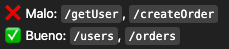 ❌ Malo: /getUser, /createOrder
✅ Bueno: /users, /orders